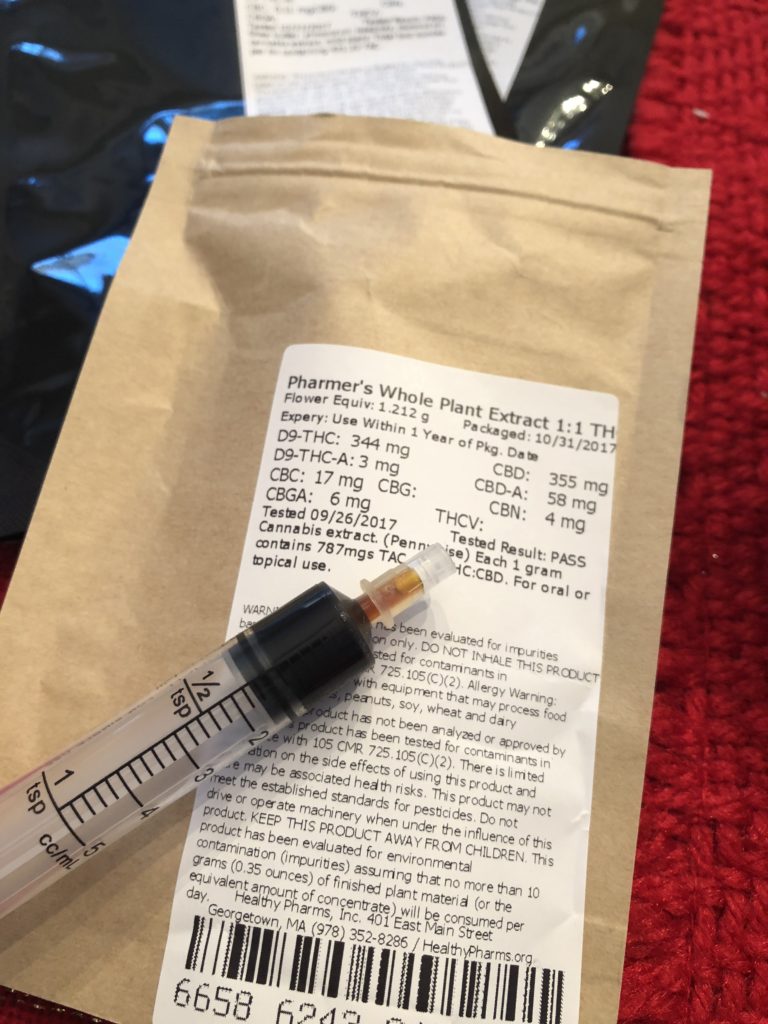 Pharmer's Whole Plant Extract 1:1 TH
Flower Equiv: 1.212 g Packaged: 10/31/2017
Expery: Use Within 1 Year of Pkg. Date
D9-THC: 344 mg CBD: 355 mg
D9-THC-A: 3 mg CBD-A: 58 mg
CBC: 17 mg CBG: CBN: 4 mg
CBGA: 6 mg THCV:
Tested 09/26/2017 Tested Result: PASS
Cannabis extract. Each 1 gram
contains 787mgs TAC HC:CBD. For oral or
topical use.
has been evaluated for impurities
on only. DO NOT INHALE THIS PRODUCT
sted for contaminants in
R 725.105(C)(2). Allergy Warning:
with equipment that may process food
peanuts, soy, wheat and dairy
product has not been analyzed or approved by
product has been tested for contaminants in
with 105 CMR 725.105(C)(2). There is limited
ation on the side effects of using this product and
re may be associated health risks. This product may not
meet the established standards for pesticides. Do not
drive or operate machinery when under the influence of this
product. KEEP THIS PRODUCT AWAY FROM CHILDREN. This
product has been evaluated for environmental
contamination (impurities) assuming that no more than 10
grams (0.35 ounces) of finished plant material (or the
equivalent amount of concentrate) will be consumed per
day.
Healthy Pharms, Inc. 401 East Main Street
Georgetown, MA (978) 352-8286 / HealthyPharms.org
6658 6243
1/2
tsp
2
3
1
tsp
4
5
cc/mL